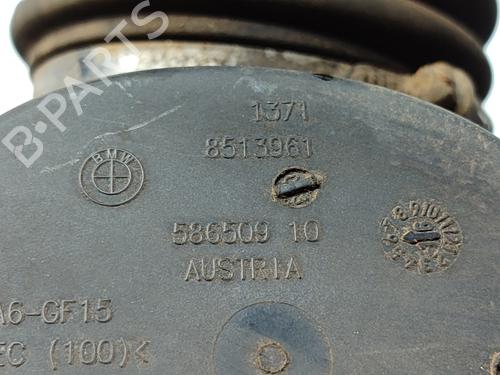 B-PARTS
1371
8513961
BMW
586509 10
AUSTRIA
A6-GF15
EC (100)<